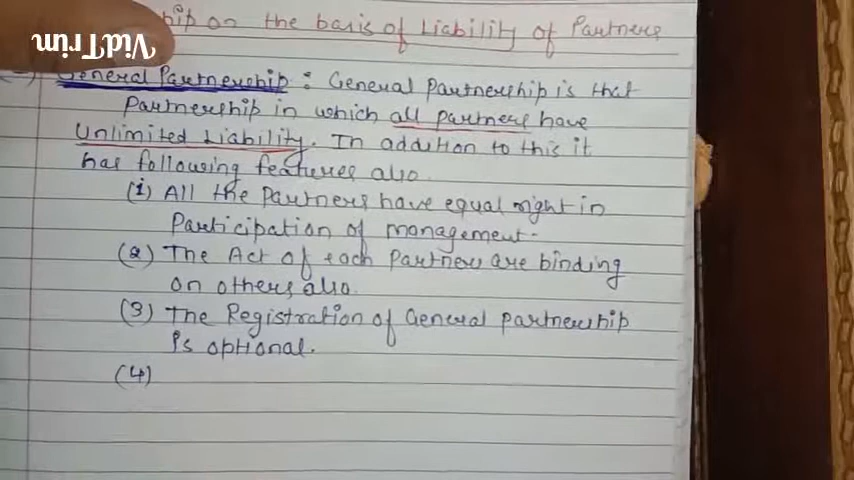 ship on the basis of Liability of Partners
VidTrim
General Partnership : General Partnership is that
Partnership in which all partners have
Unlimited Liability. In addition to this it
has following features also.
(1) All the Partners have equal right in
Participation of management.
(2) The Act of each Partners are binding
on others also.
(3) The Registration of General partnership
is optional.
(4)